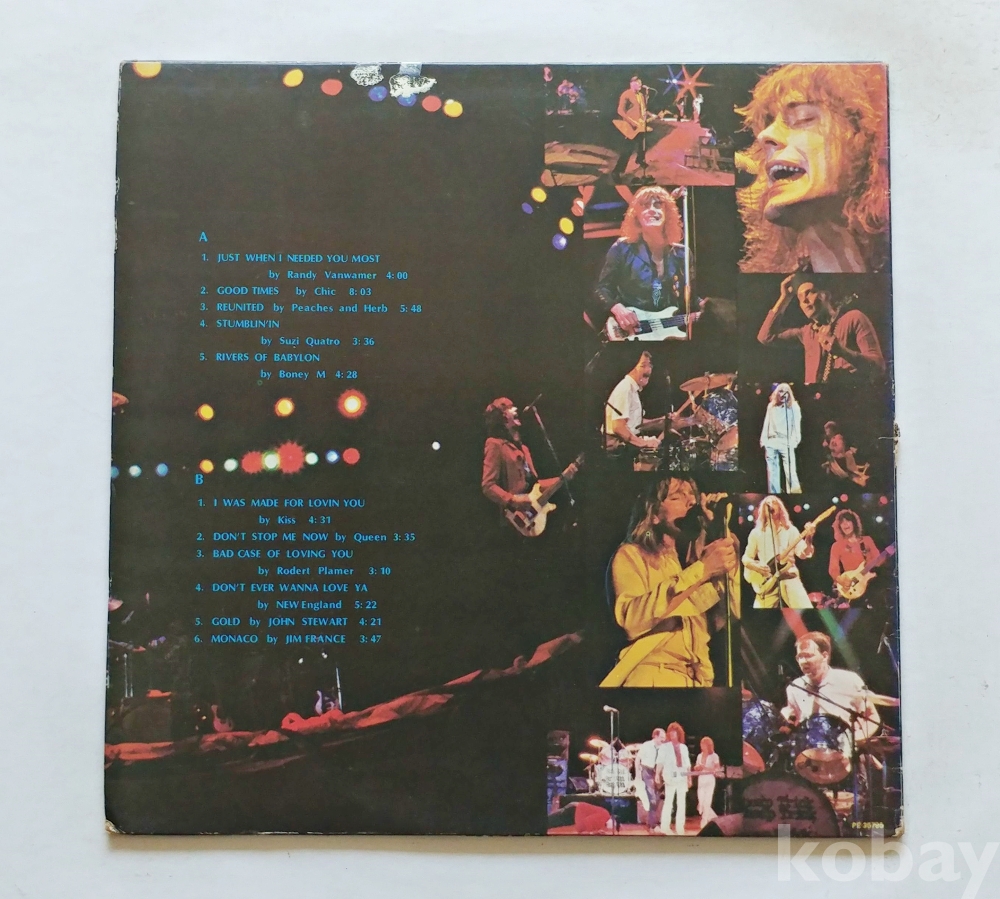 A
1. JUST WHEN I NEEDED YOU MOST
by Randy Vanwamer 4:00
2. GOOD TIMES by Chic 8:03
3. REUNITED by Peaches and Herb 5:48
4. STUMBLIN'IN
by Suzi Quatro 3:36
5. RIVERS OF BABYLON
by Boney M 4:28
B
1. I WAS MADE FOR LOVIN YOU
by Kiss 4:31
2. DON'T STOP ME NOW by Queen 3:35
3. BAD CASE OF LOVING YOU
by Rodert Plamer 3:10
4. DON'T EVER WANNA LOVE YA
by NEW England 5:22
5. GOLD by JOHN STEWART 4:21
6. MONACO by JIM FRANCE 3:47
kobay